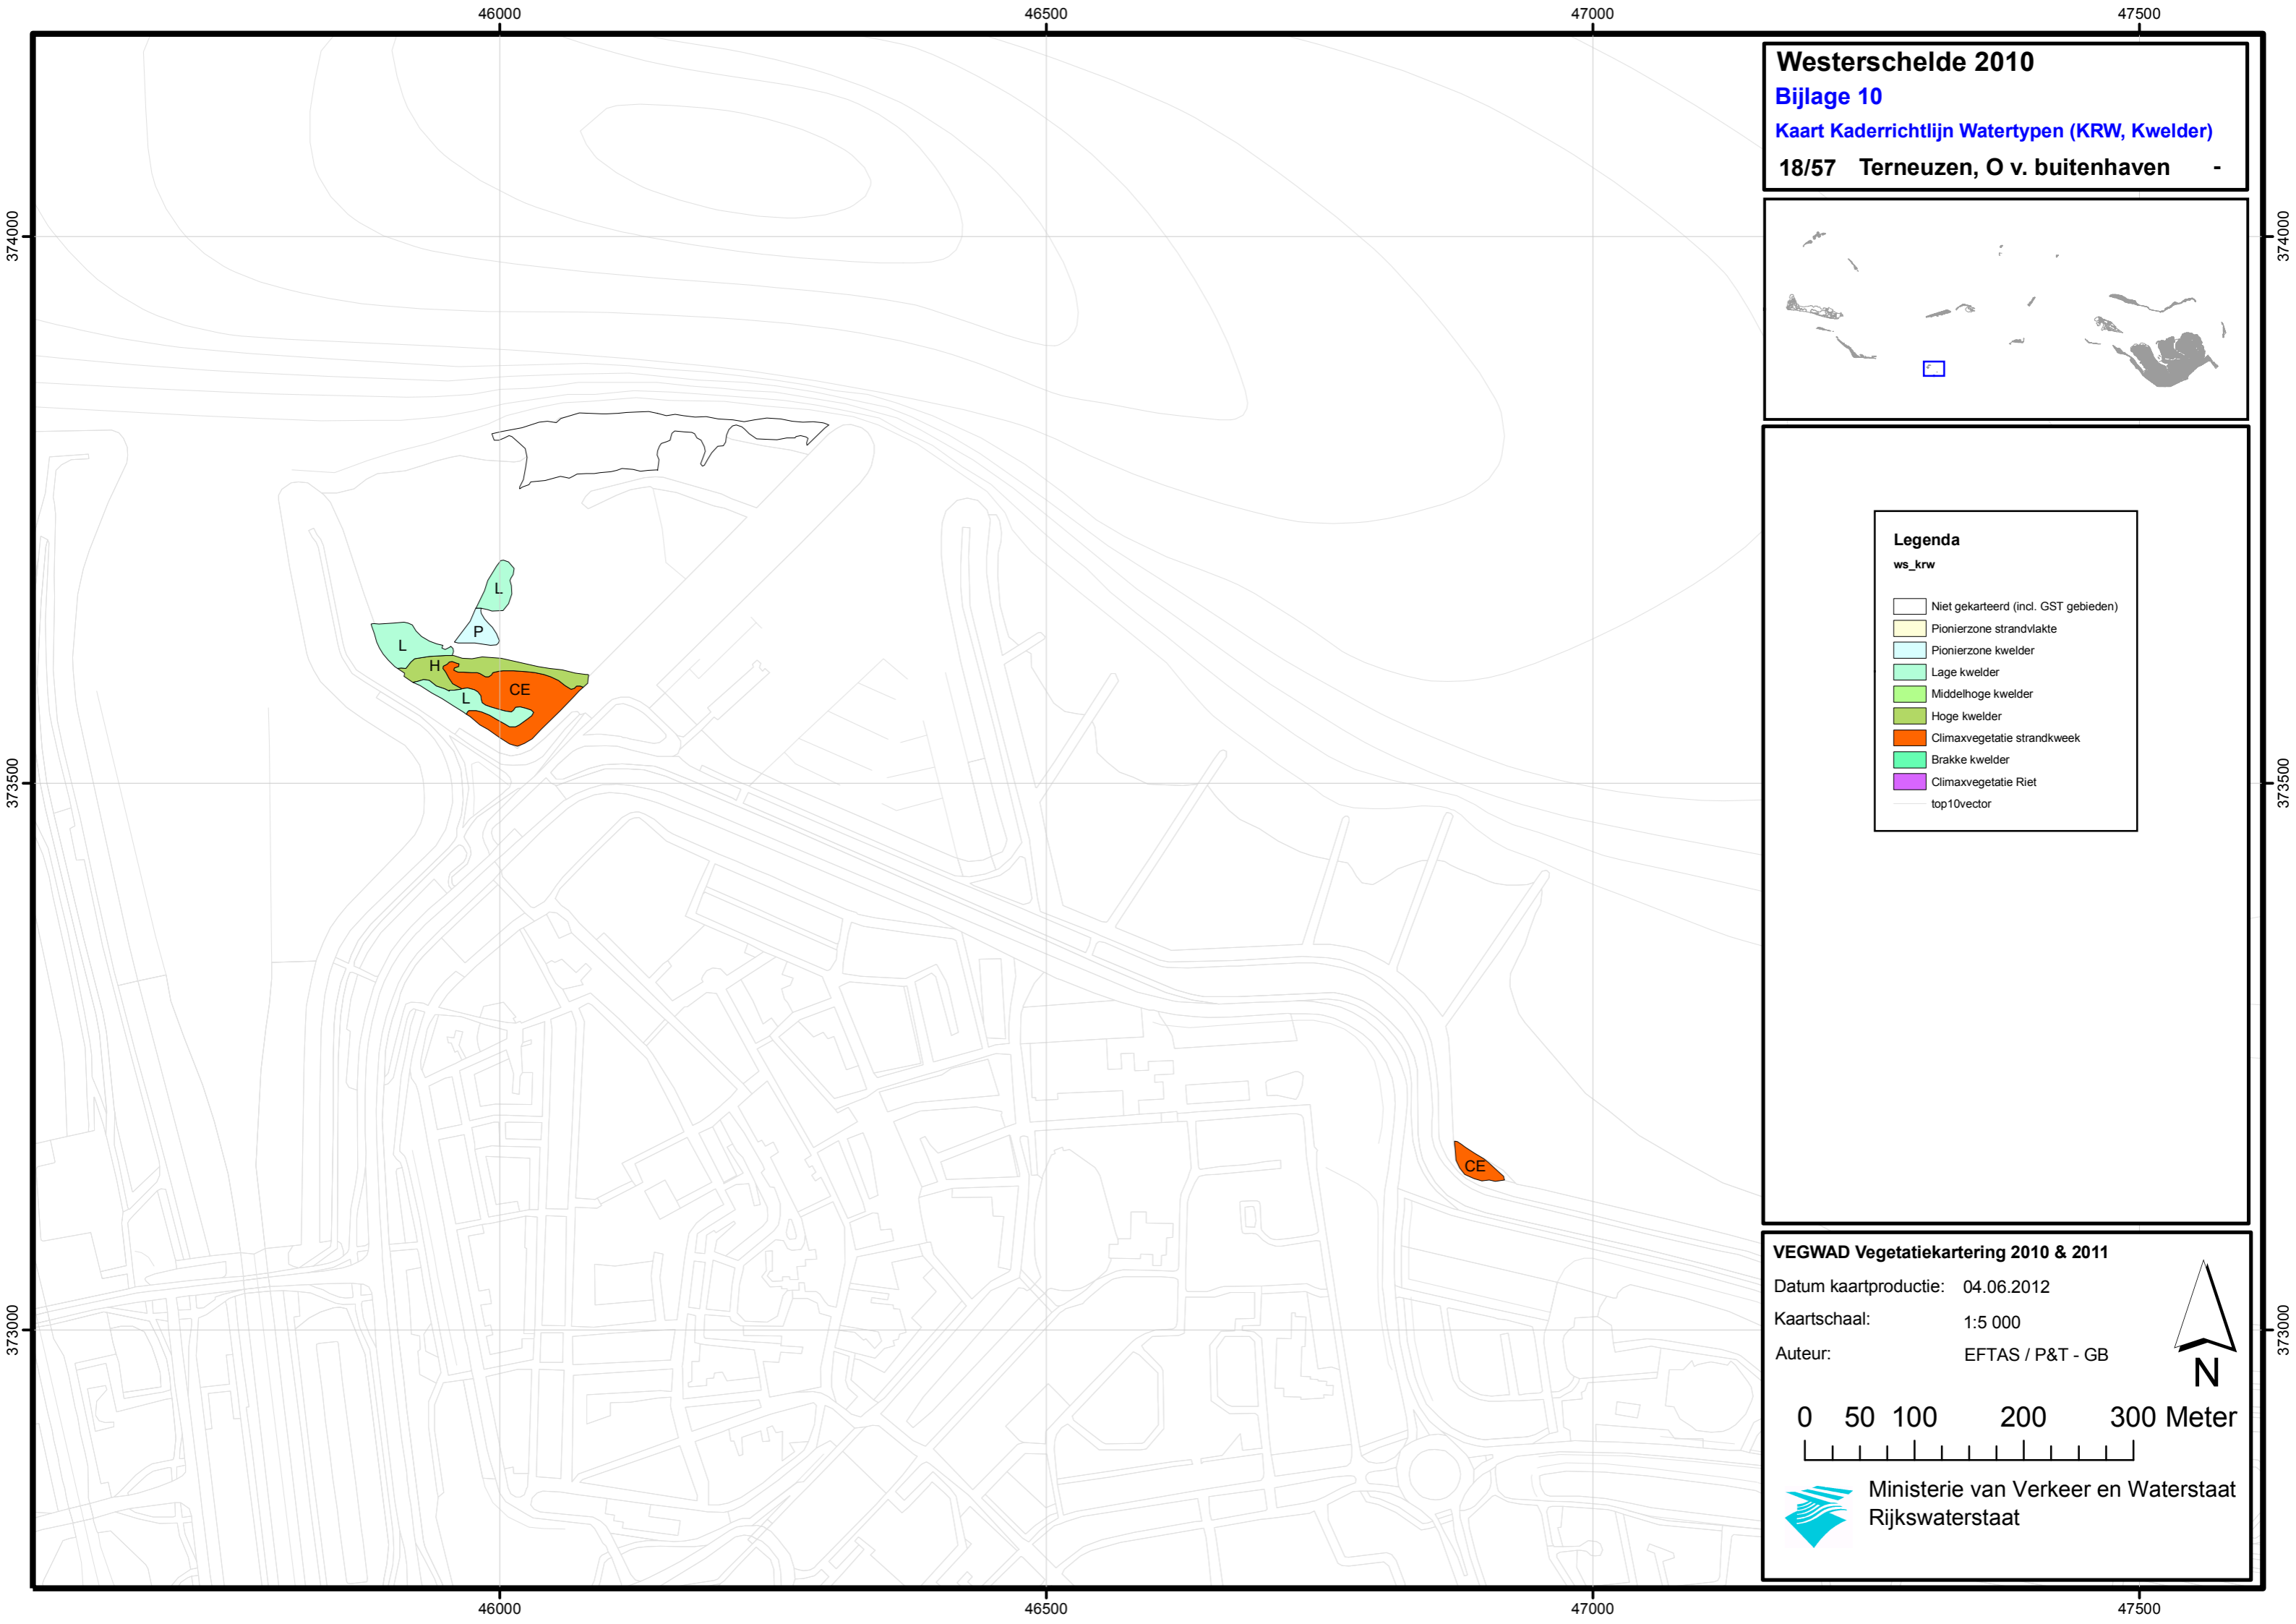 46000 46500 47000 47500
Westerschelde 2010
Bijlage 10
Kaart Kaderrichtlijn Watertypen (KRW, Kwelder)
18/57 Terneuzen, O v. buitenhaven -
374000 374000
L
P
L
H
CE
L
373500 373500
Legenda
ws_krw
Niet gekarteerd (incl. GST gebieden)
Pionierzone strandvlakte
Pionierzone kwelder
Lage kwelder
Middelhoge kwelder
Hoge kwelder
Climaxvegetatie strandkweek
Brakke kwelder
Climaxvegetatie Riet
top10vector
CE
373000 373000
VEGWAD Vegetatiekartering 2010 & 2011
Datum kaartproductie: 04.06.2012
Kaartschaal: 1:5 000
Auteur: EFTAS / P&T - GB
N
0 50 100 200 300 Meter
Ministerie van Verkeer en Waterstaat
Rijkswaterstaat
46000 46500 47000 47500